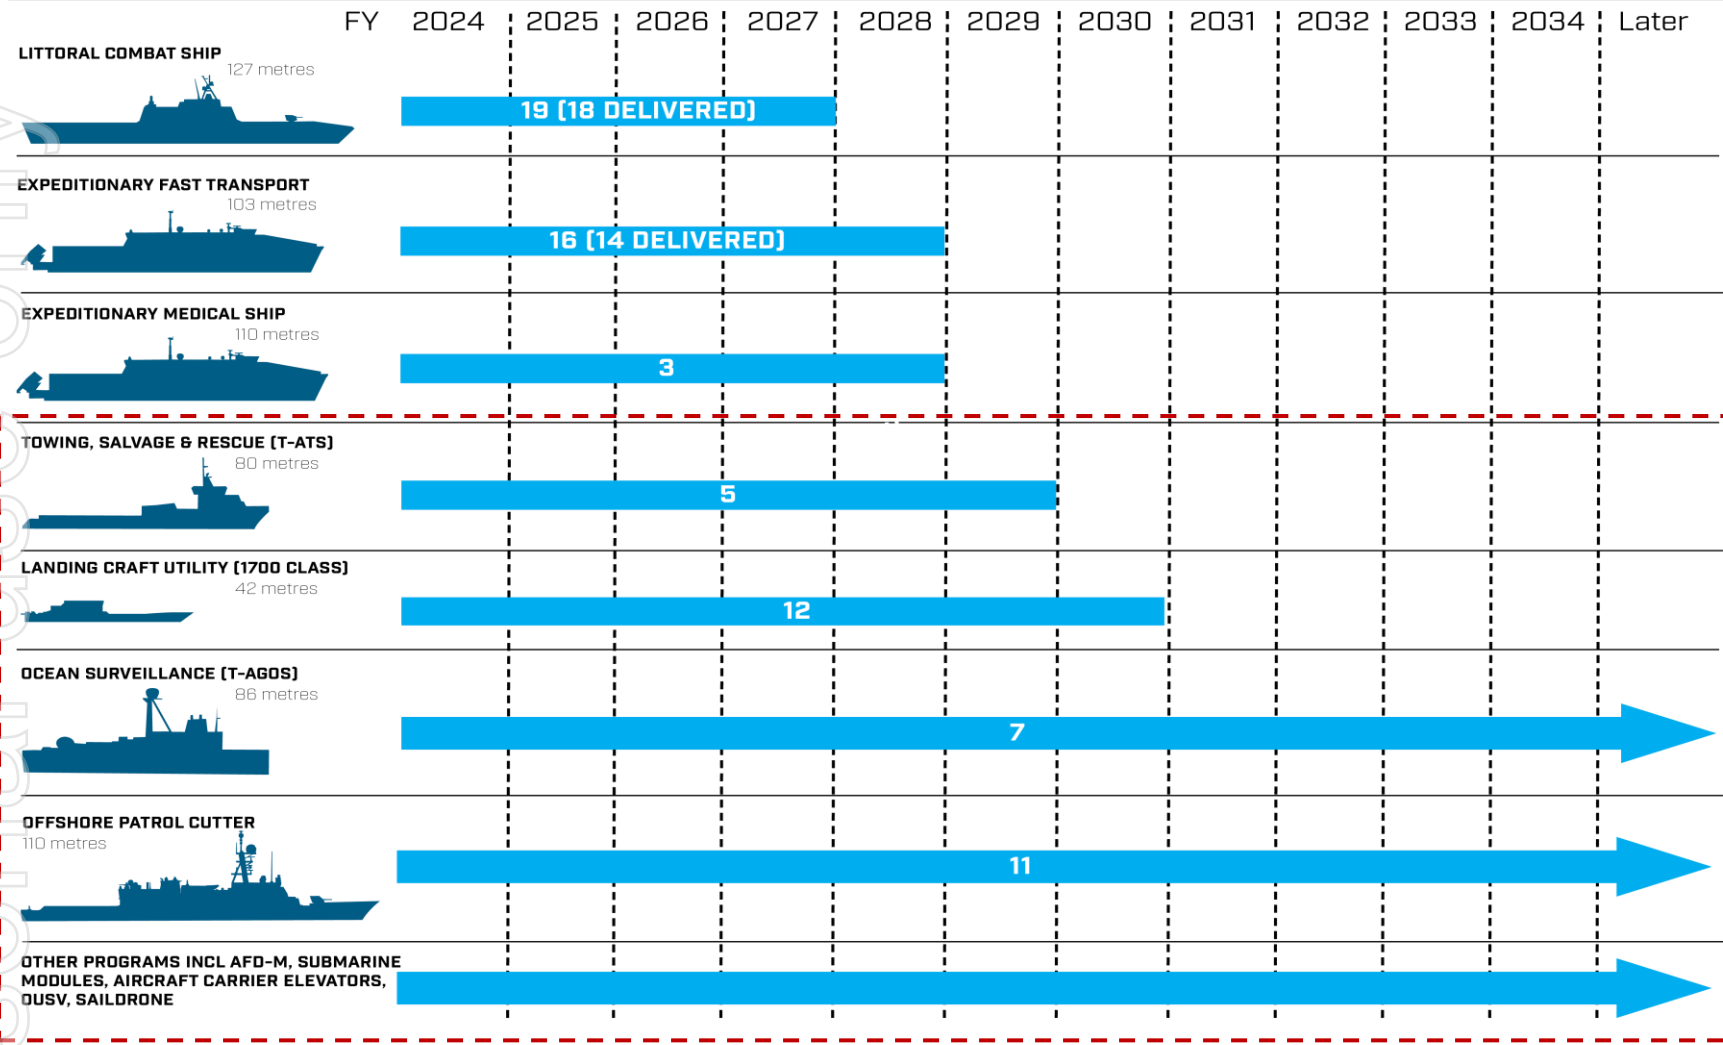 FY 2024 2025 2026 2027 2028 2029 2030 2031 2032 2033 2034 Later
LITTORAL COMBAT SHIP
127 metres
19 (18 DELIVERED)
EXPEDITIONARY FAST TRANSPORT
103 metres
16 (14 DELIVERED)
EXPEDITIONARY MEDICAL SHIP
110 metres
3
TOWING, SALVAGE & RESCUE (T-ATS)
80 metres
5
LANDING CRAFT UTILITY (1700 CLASS)
42 metres
12
OCEAN SURVEILLANCE (T-AGOS)
86 metres
7
OFFSHORE PATROL CUTTER
110 metres
11
OTHER PROGRAMS INCL AFD-M, SUBMARINE
MODULES, AIRCRAFT CARRIER ELEVATORS,
OUSV, SAILDRONE